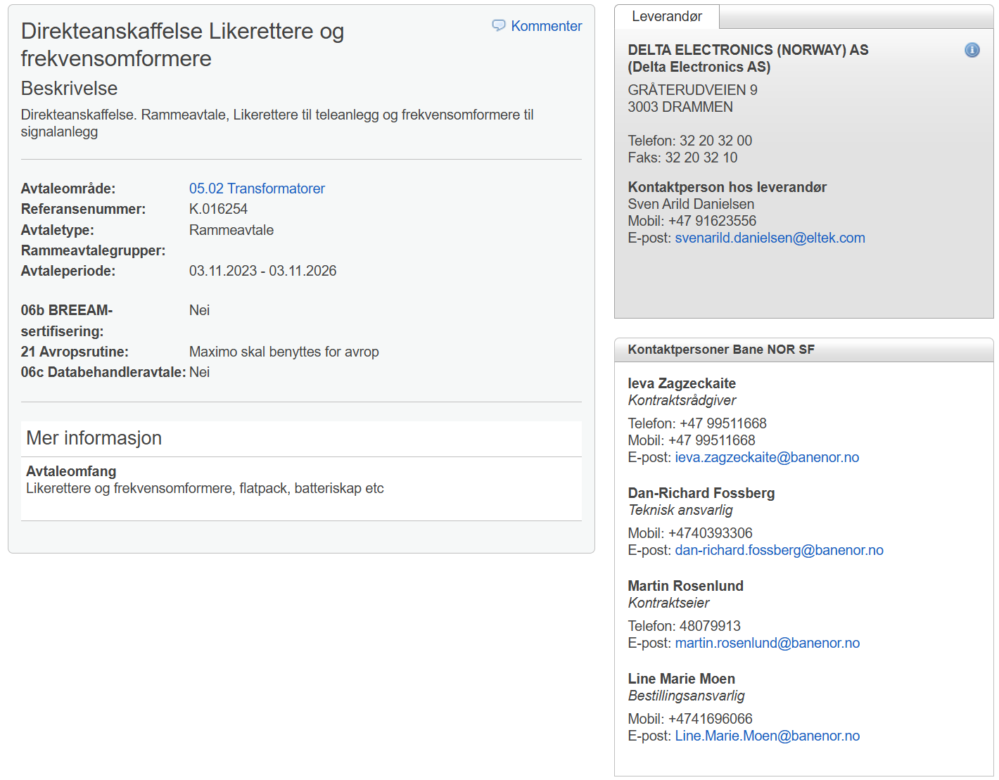 Direkteanskaffelse Likerettere og
frekvensomformere
Kommenter
Beskrivelse
Direkteanskaffelse. Rammeavtale, Likerettere til teleanlegg og frekvensomformere til
signalanlegg
Avtaleområde: 05.02 Transformatorer
Referansenummer: K.016254
Avtaletype: Rammeavtale
Rammeavtalegrupper:
Avtaleperiode: 03.11.2023 - 03.11.2026
06b BREEAM- Nei
sertifisering:
21 Avropsrutine: Maximo skal benyttes for avrop
06c Databehandleravtale: Nei
Mer informasjon
Avtaleomfang
Likerettere og frekvensomformere, flatpack, batteriskap etc
Leverandør
DELTA ELECTRONICS (NORWAY) AS
(Delta Electronics AS)
GRÅTERUDVEIEN 9
3003 DRAMMEN
Telefon: 32 20 32 00
Faks: 32 20 32 10
Kontaktperson hos leverandør
Sven Arild Danielsen
Mobil: +47 91623556
E-post: svenarild.danielsen@eltek.com
Kontaktpersoner Bane NOR SF
Ieva Zagzeckaite
Kontraktsrådgiver
Telefon: +47 99511668
Mobil: +47 99511668
E-post: ieva.zagzeckaite@banenor.no
Dan-Richard Fossberg
Teknisk ansvarlig
Mobil: +4740393306
E-post: dan-richard.fossberg@banenor.no
Martin Rosenlund
Kontraktseier
Telefon: 48079913
E-post: martin.rosenlund@banenor.no
Line Marie Moen
Bestillingsansvarlig
Mobil: +4741696066
E-post: Line.Marie.Moen@banenor.no